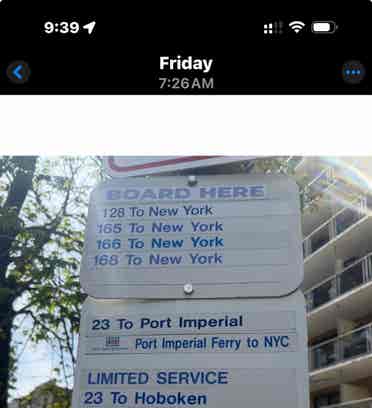 9:39
Friday
7:26 AM
BOARD HERE
128 To New York
165 To New York
166 To New York
168 To New York
23 To Port Imperial
Port Imperial Ferry to NYC
LIMITED SERVICE
23 To Hoboken